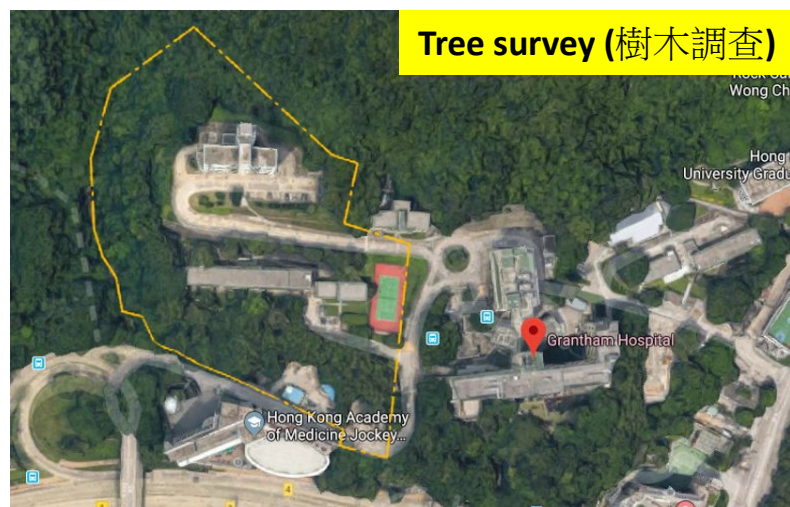 Tree survey (樹木調查)
Wong Ch
Hong
University Gradu
Grantham Hospital
Hong Kong Academy
of Medicine Jockey...
4